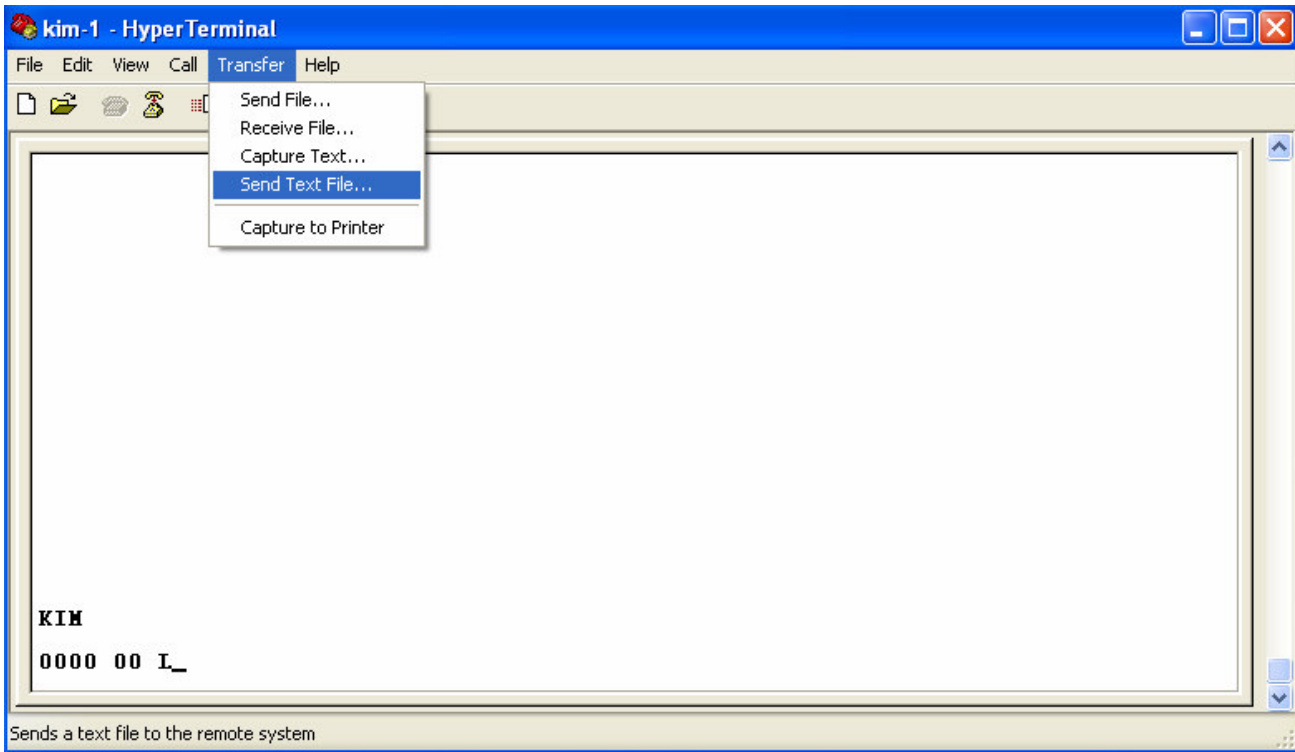 kim-1 - HyperTerminal
File Edit View Call Transfer Help
Send File...
Receive File...
Capture Text...
Send Text File...
Capture to Printer
KIM
0000 00 L_
Sends a text file to the remote system